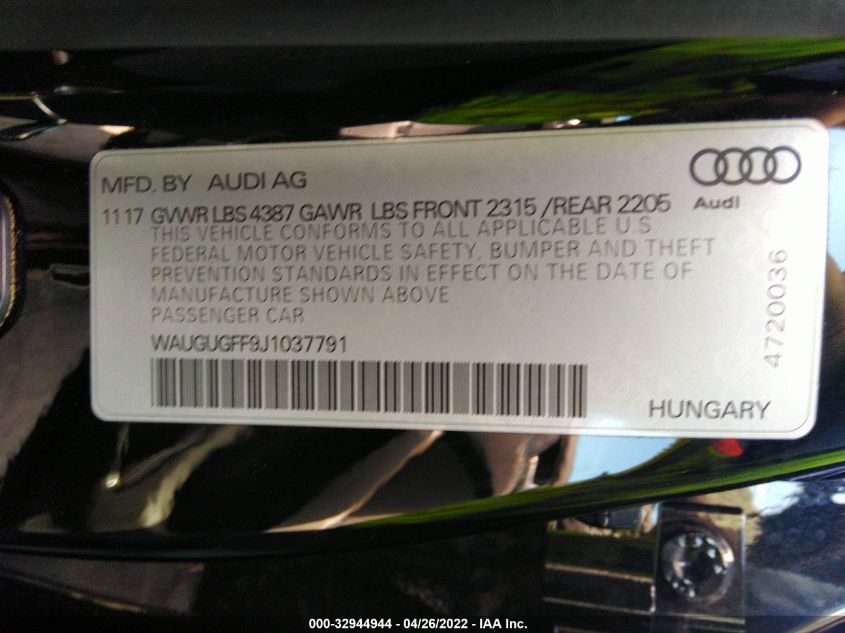 MFD. BY AUDI AG
Audi
11 17 GVWR LBS 4387 GAWR LBS FRONT 2315 /REAR 2205
THIS VEHICLE CONFORMS TO ALL APPLICABLE U.S.
FEDERAL MOTOR VEHICLE SAFETY, BUMPER AND THEFT
PREVENTION STANDARDS IN EFFECT ON THE DATE OF
MANUFACTURE SHOWN ABOVE
PASSENGER CAR
WAUGUGFF9J1037791
4720036
HUNGARY
000-32944944 - 04/26/2022 - IAA Inc.